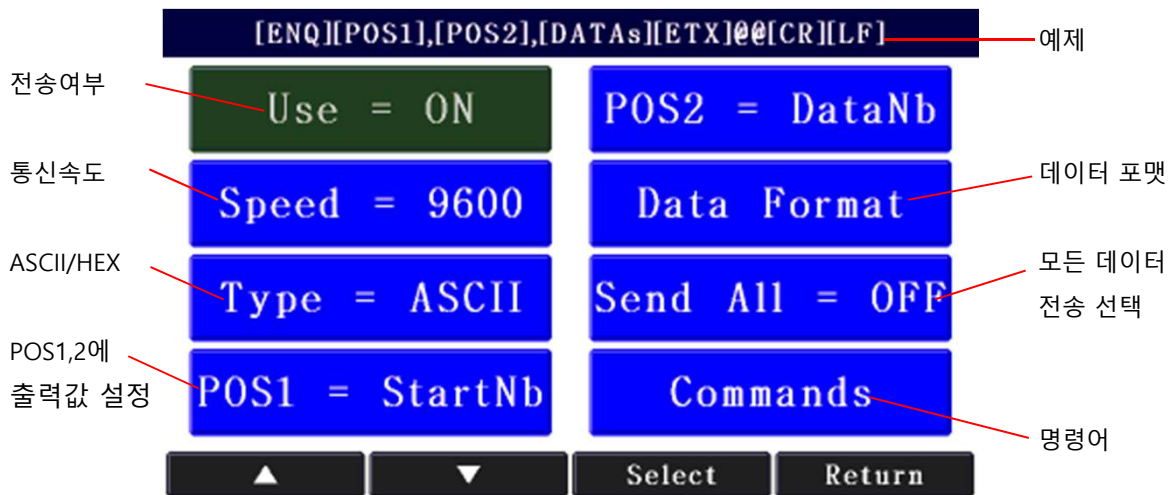 [ENQ][POS1],[POS2],[DATAs][ETX]@@[CR][LF]
예제
전송여부
Use = ON
POS2 = DataNb
통신속도
Speed = 9600
Data Format
데이터 포맷
ASCII/HEX
Type = ASCII
Send All = OFF
모든 데이터
전송 선택
POS1,2에
출력값 설정
POS1 = StartNb
Commands
명령어
▲
▼
Select
Return